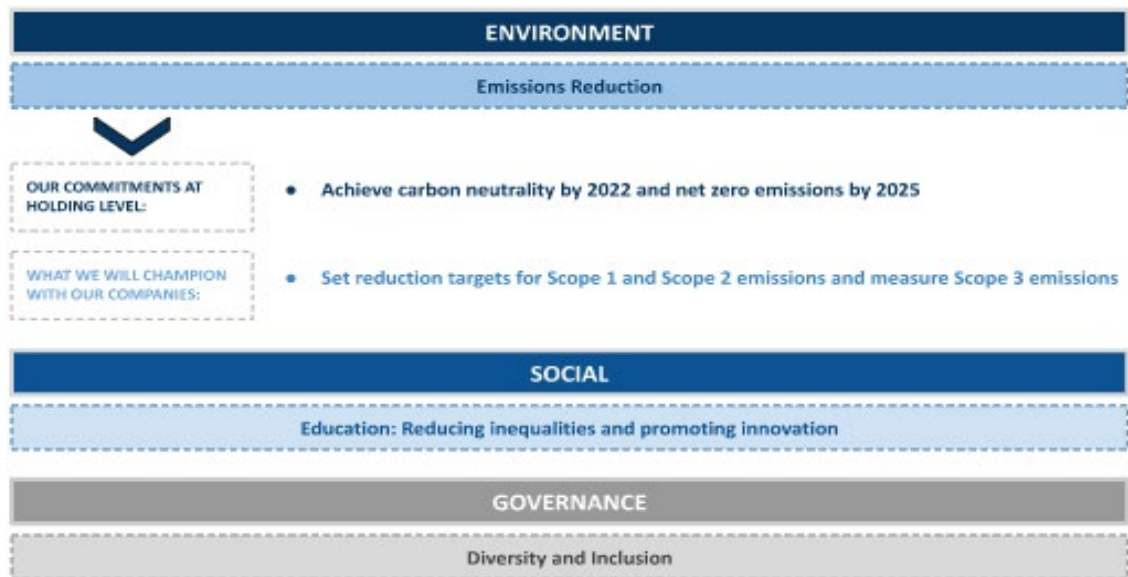 ENVIRONMENT
Emissions Reduction
OUR COMMITMENTS AT
HOLDING LEVEL:
● Achieve carbon neutrality by 2022 and net zero emissions by 2025
WHAT WE WILL CHAMPION
WITH OUR COMPANIES:
● Set reduction targets for Scope 1 and Scope 2 emissions and measure Scope 3 emissions
SOCIAL
Education: Reducing inequalities and promoting innovation
GOVERNANCE
Diversity and Inclusion